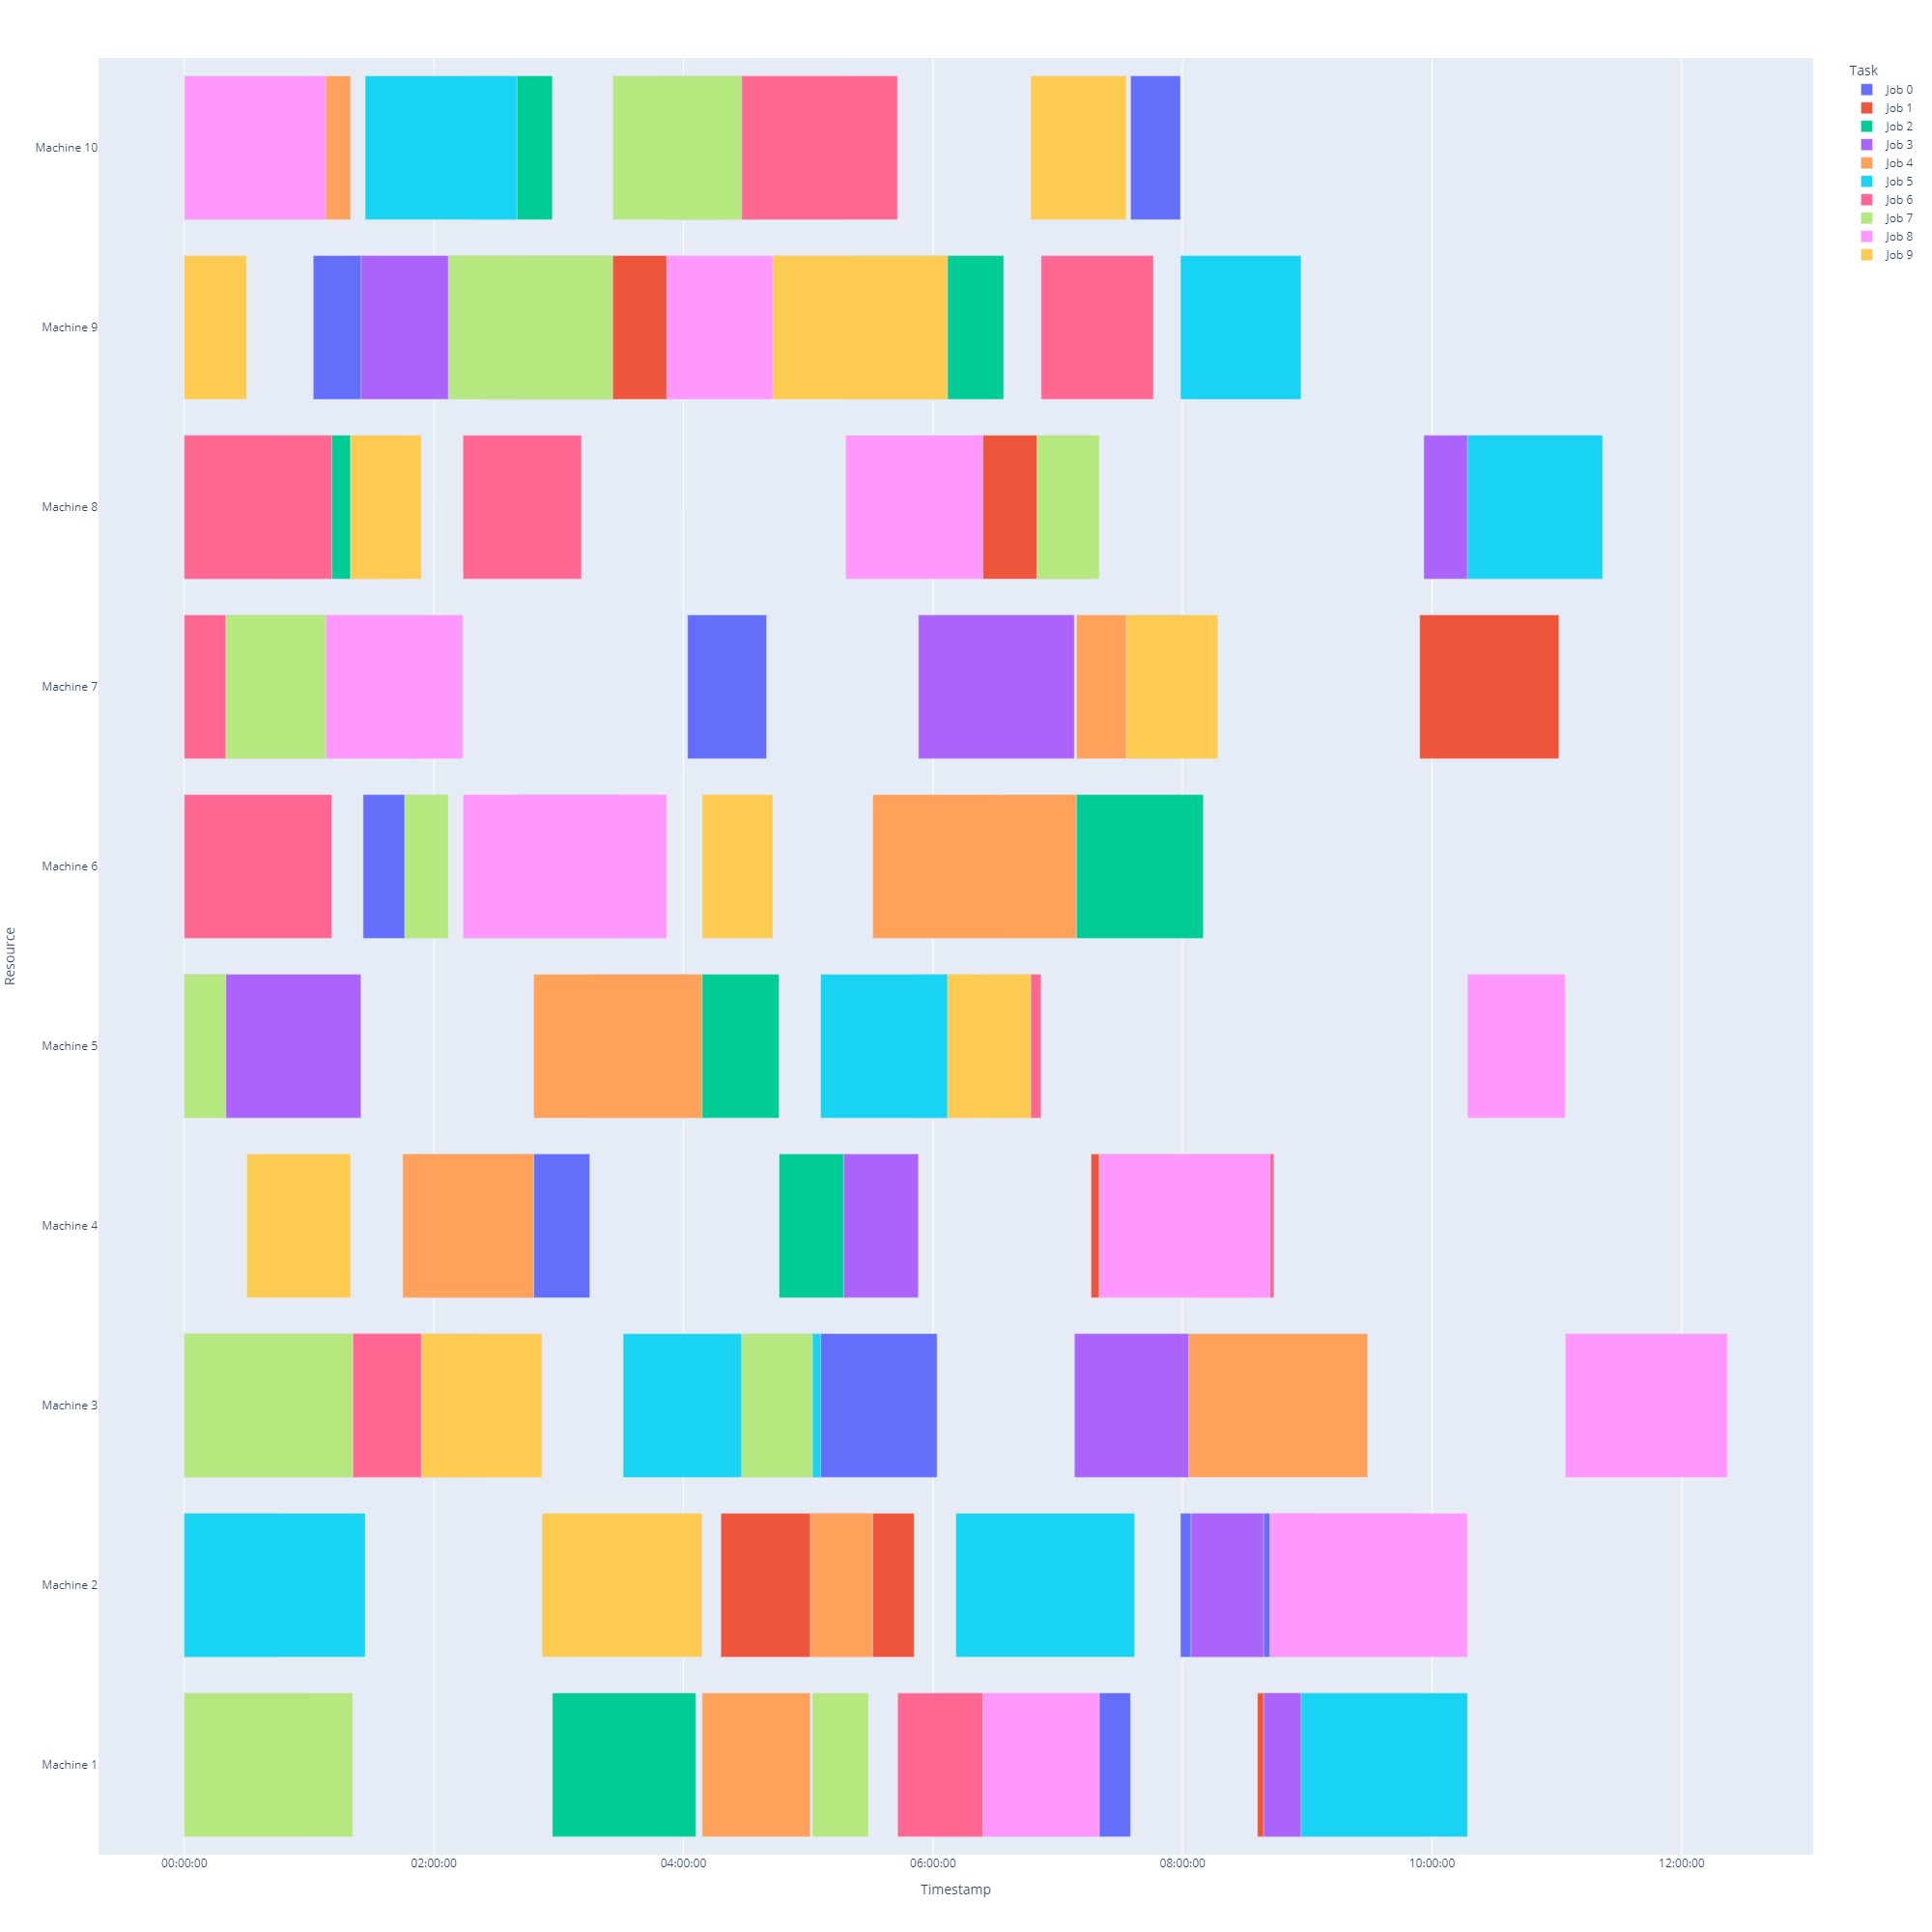 Task
Job 0
Job 1
Job 2
Job 3
Job 4
Job 5
Job 6
Job 7
Job 8
Job 9
Machine 10
Machine 9
Machine 8
Machine 7
Machine 6
Machine 5
Machine 4
Machine 3
Machine 2
Machine 1
Resource
00:00:00 02:00:00 04:00:00 06:00:00 08:00:00 10:00:00 12:00:00
Timestamp